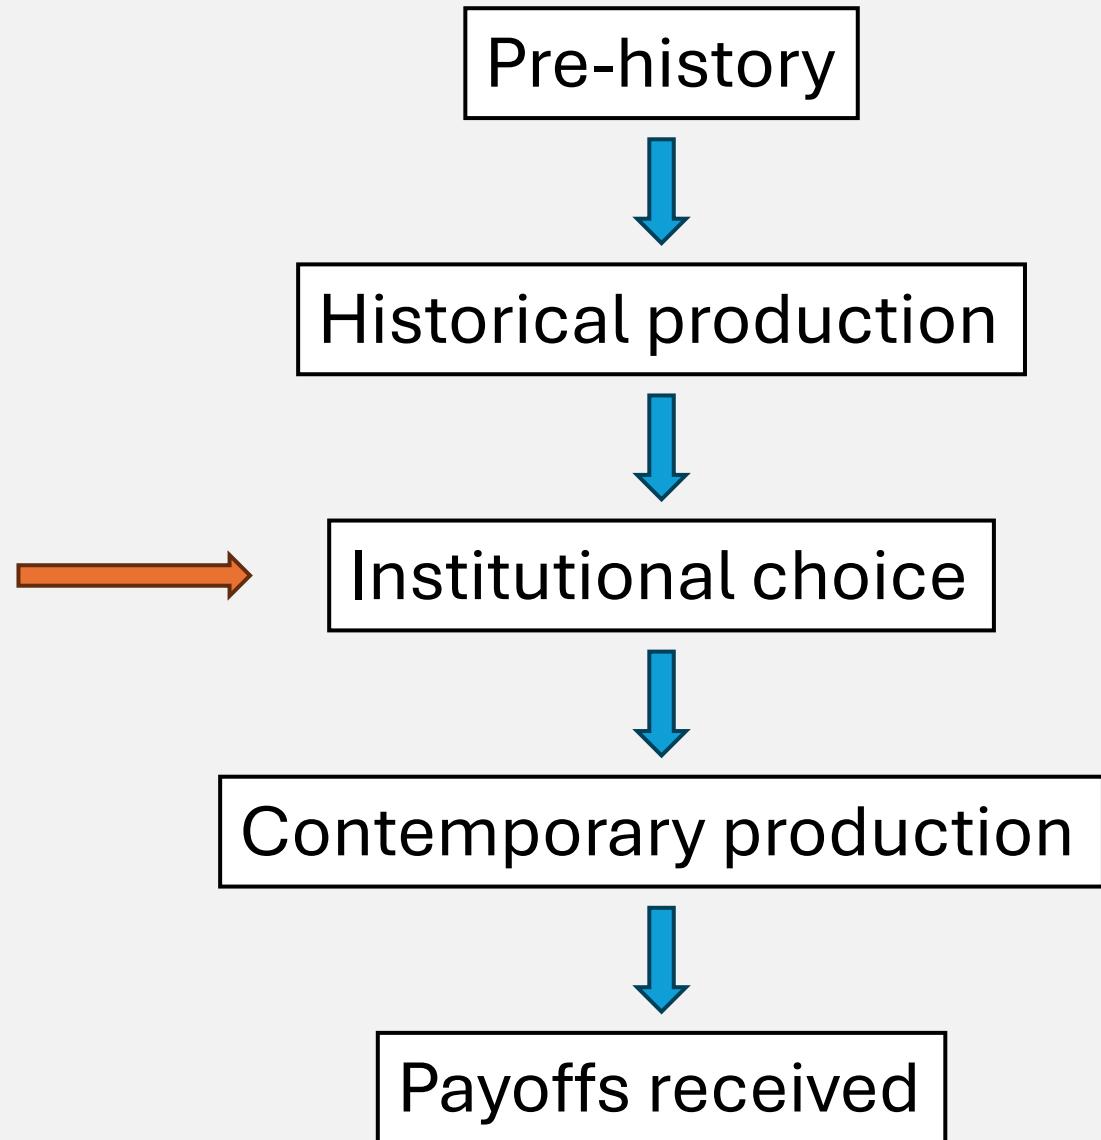 Pre-history
Historical production
Institutional choice
Contemporary production
Payoffs received